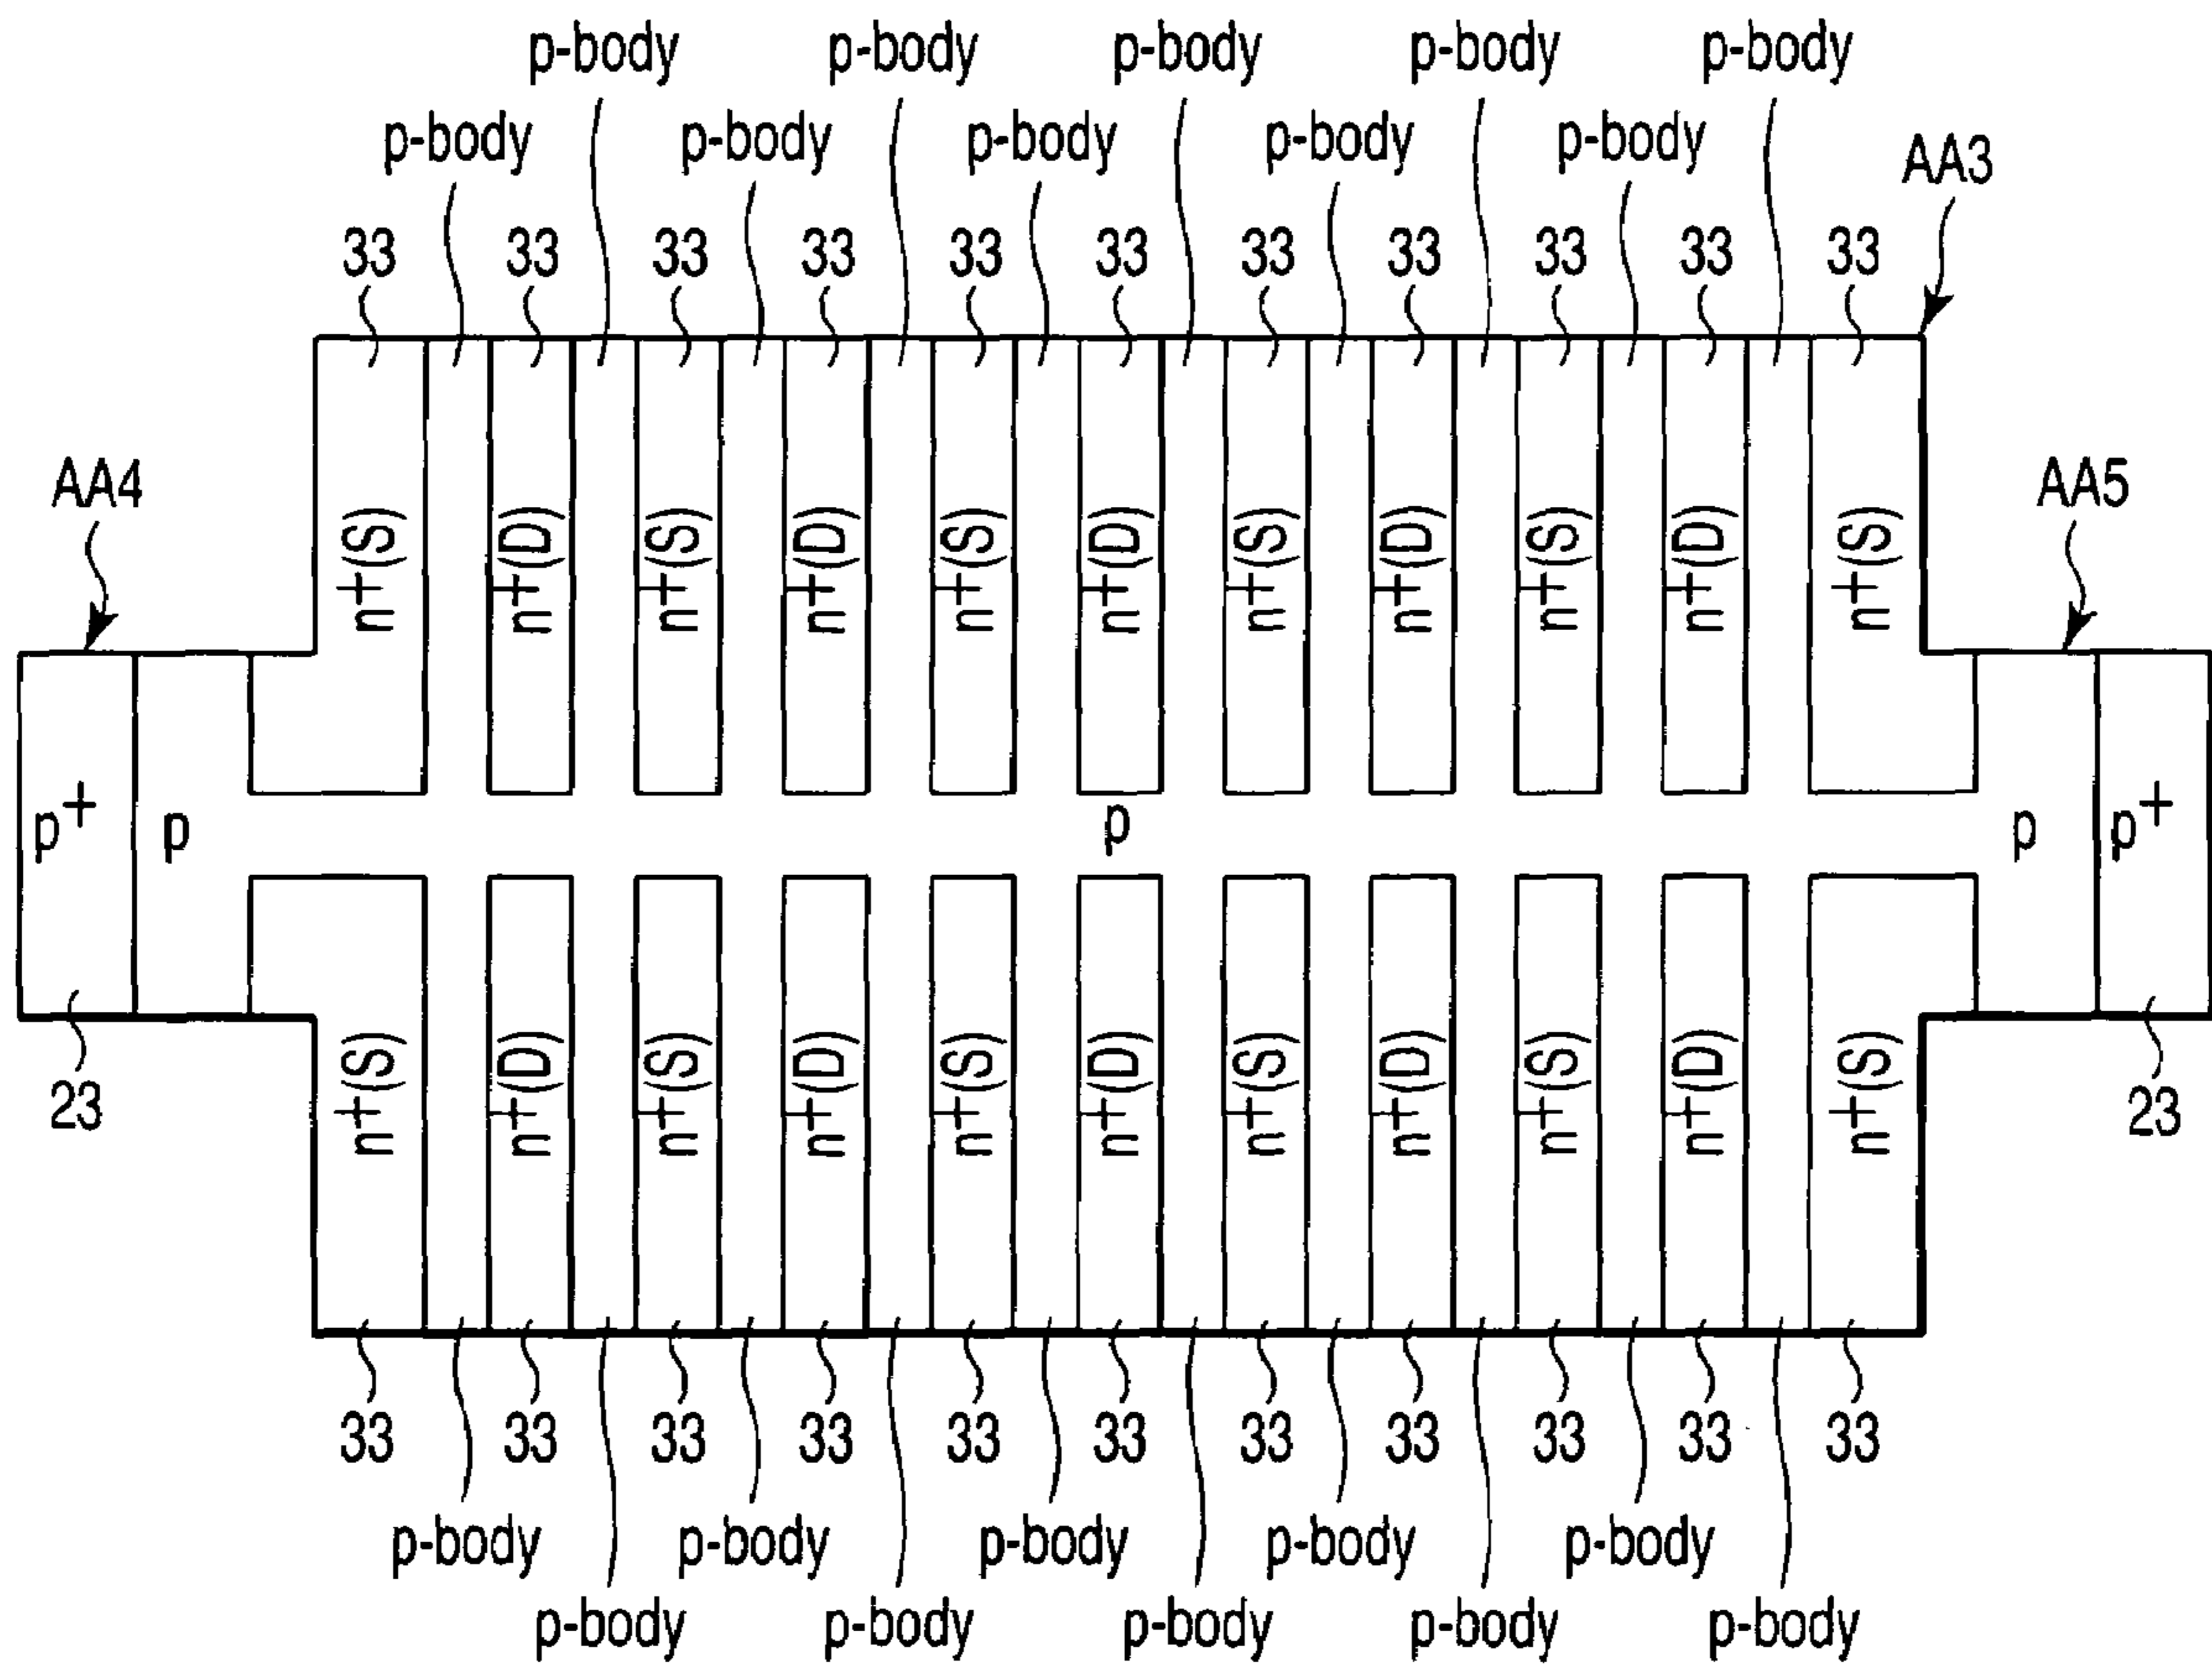 p-body p-body p-body p-body p-body
p-body p-body p-body p-body p-body
AA3
33 33 33 33 33 33 33 33 33 33 33
AA4 AA5
n+(S) n+(D) n+(S) n+(D) n+(S) n+(D) n+(S) n+(D) n+(S) n+(D) n+(S)
p+ p p p p+
n+(S) n+(D) n+(S) n+(D) n+(S) n+(D) n+(S) n+(D) n+(S) n+(D) n+(S)
23 23
33 33 33 33 33 33 33 33 33 33 33
p-body p-body p-body p-body p-body
p-body p-body p-body p-body p-body